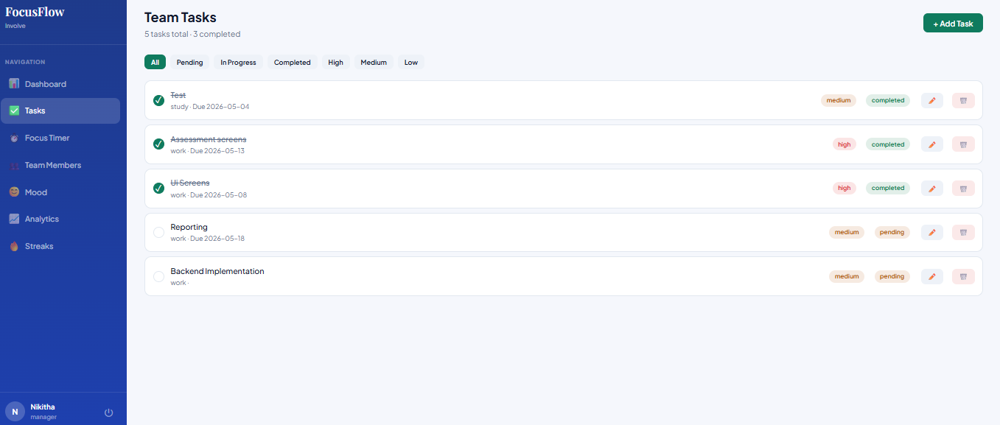 FocusFlow
Involve
NAVIGATION
Dashboard
Tasks
Focus Timer
Team Members
Mood
Analytics
Streaks
N
Nikitha
manager
Team Tasks
5 tasks total · 3 completed
+ Add Task
All Pending In Progress Completed High Medium Low
Test
study · Due 2026-05-04
medium completed
Assessment screens
work · Due 2026-05-13
high completed
Ui Screens
work · Due 2026-05-08
high completed
Reporting
work · Due 2026-05-18
medium pending
Backend Implementation
work ·
medium pending